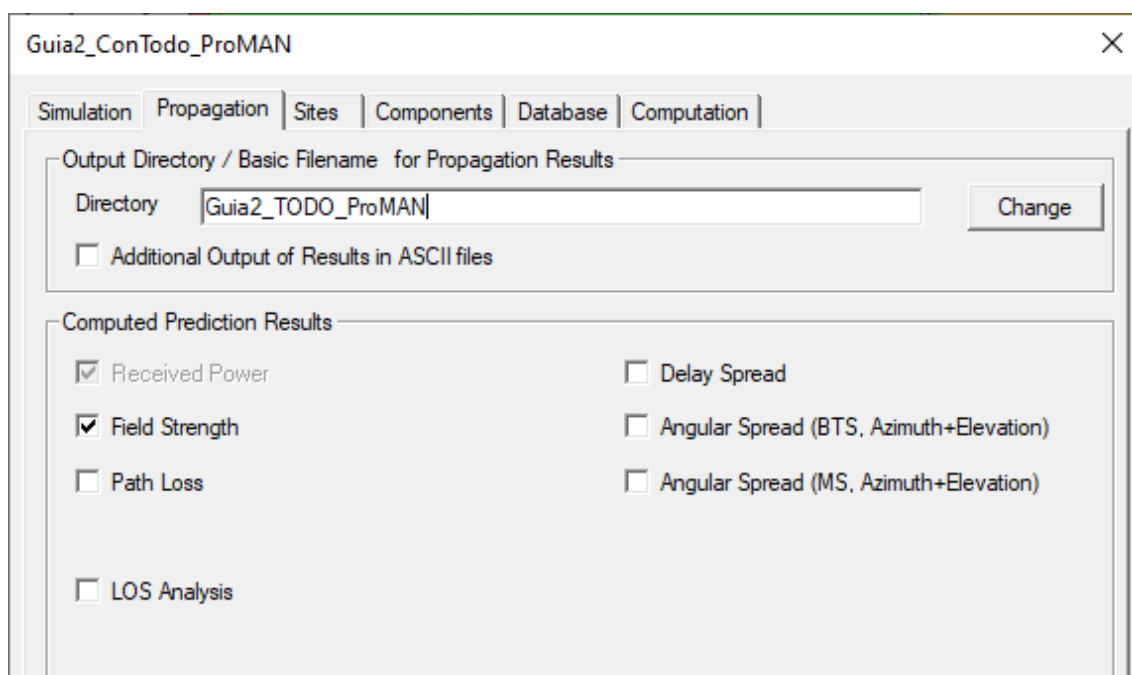 Guia2_ConTodo_ProMAN
Simulation Propagation Sites Components Database Computation
Output Directory / Basic Filename for Propagation Results
Directory Guia2_TODO_ProMAN Change
Additional Output of Results in ASCII files
Computed Prediction Results
Received Power Delay Spread
Field Strength Angular Spread (BTS, Azimuth+Elevation)
Path Loss Angular Spread (MS, Azimuth+Elevation)
LOS Analysis